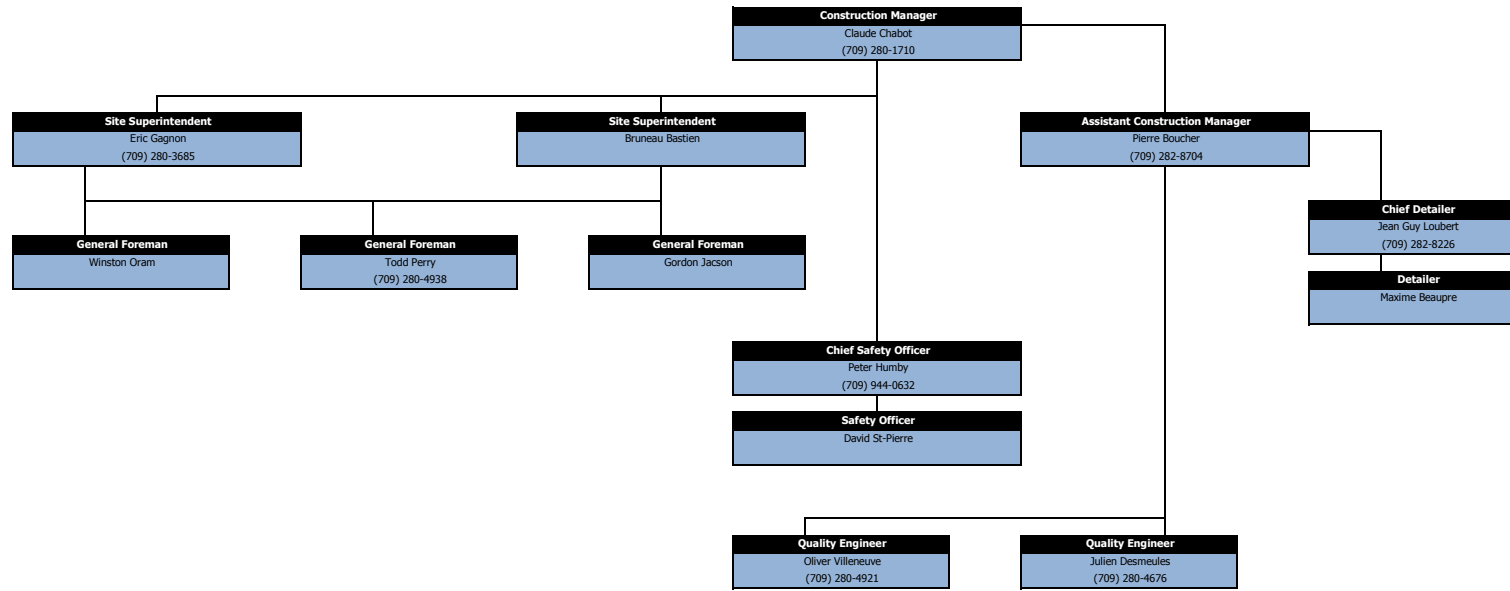 Construction Manager
Claude Chabot
(709) 280-1710
Site Superintendent
Eric Gagnon
(709) 280-3685
Site Superintendent
Bruneau Bastien
Assistant Construction Manager
Pierre Boucher
(709) 282-8704
Chief Detailer
Jean Guy Loubert
(709) 282-8226
General Foreman
Winston Oram
General Foreman
Todd Perry
(709) 280-4938
General Foreman
Gordon Jacson
Detailer
Maxime Beaupre
Chief Safety Officer
Peter Humby
(709) 944-0632
Safety Officer
David St-Pierre
Quality Engineer
Oliver Villeneuve
(709) 280-4921
Quality Engineer
Julien Desmeules
(709) 280-4676